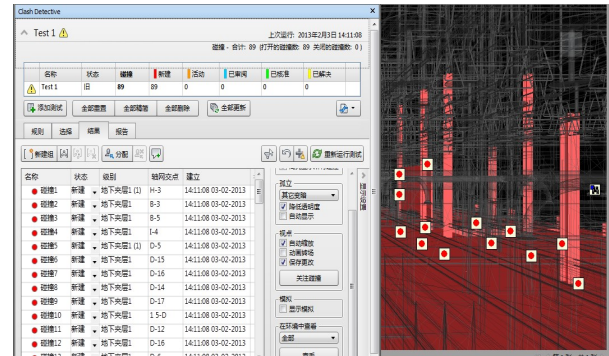 Clash Detective
Test 1
上次运行: 2013年2月3日 14:11:08
碰撞 - 合计: 89 (打开的碰撞数: 89 关闭的碰撞数: 0)
名称 状态 碰撞 新建 活动 已审阅 已核准 已解决
Test 1 旧 89 89 0 0 0 0
添加测试 全部重置 全部精简 全部删除 全部更新
规则 选择 结果 报告
新建组 分配 重新运行测试
名称 状态 级别 轴网交点 建立
碰撞1 新建 地下夹层1 (1) H-3 14:11:08 03-02-2013
碰撞2 新建 地下夹层1 B-3 14:11:08 03-02-2013
碰撞3 新建 地下夹层1 B-5 14:11:08 03-02-2013
碰撞4 新建 地下夹层1 I-4 14:11:08 03-02-2013
碰撞5 新建 地下夹层1 (1) D-5 14:11:08 03-02-2013
碰撞6 新建 地下夹层1 D-15 14:11:08 03-02-2013
碰撞7 新建 地下夹层1 D-16 14:11:08 03-02-2013
碰撞8 新建 地下夹层1 D-14 14:11:08 03-02-2013
碰撞9 新建 地下夹层1 D-17 14:11:08 03-02-2013
碰撞10 新建 地下夹层1 1 5-D 14:11:08 03-02-2013
碰撞11 新建 地下夹层1 D-12 14:11:08 03-02-2013
碰撞12 新建 地下夹层1 D-16 14:11:08 03-02-2013
孤立
其它变暗
降低透明度
自动显示
视点
自动缩放
动画转场
保存更改
关注碰撞
模拟
显示模拟
在环境中查看
全部
查看
显示设置